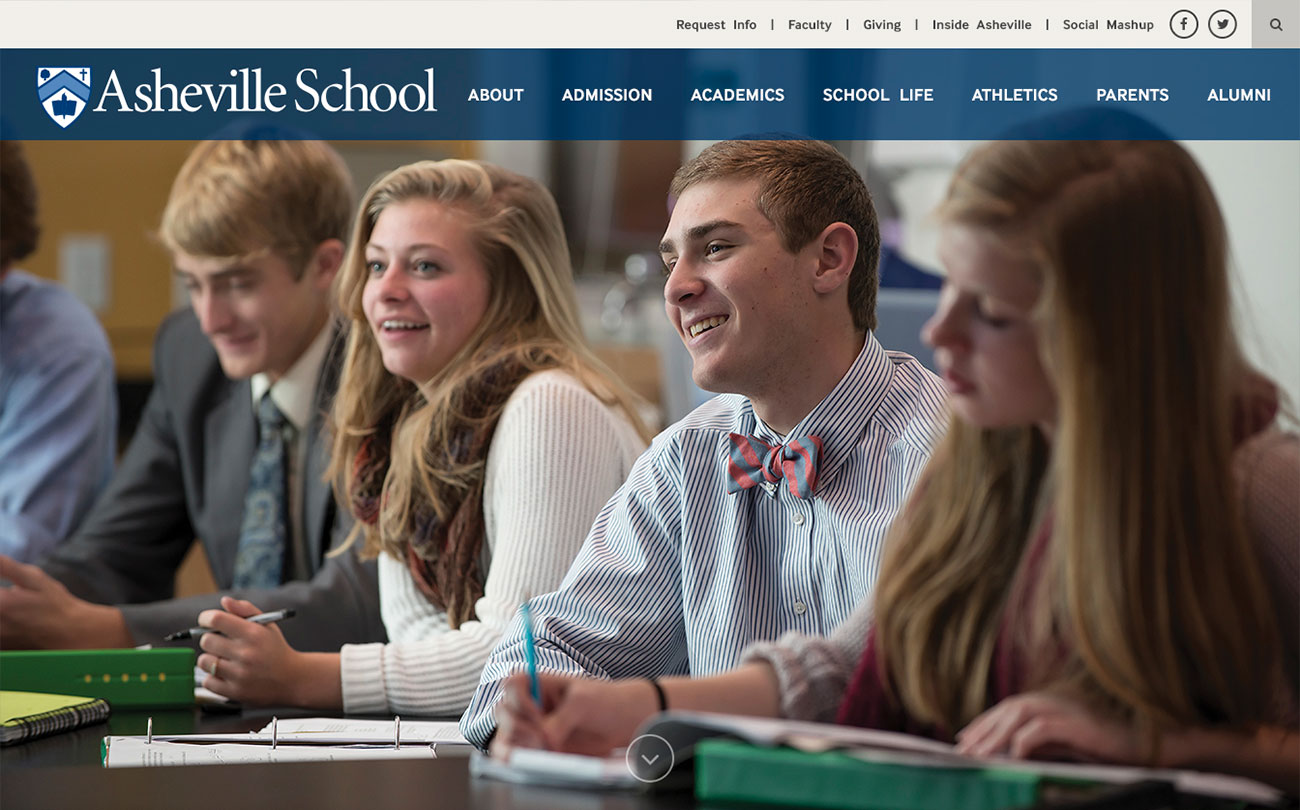 Request Info | Faculty | Giving | Inside Asheville | Social Mashup
Asheville School
ABOUT ADMISSION ACADEMICS SCHOOL LIFE ATHLETICS PARENTS ALUMNI